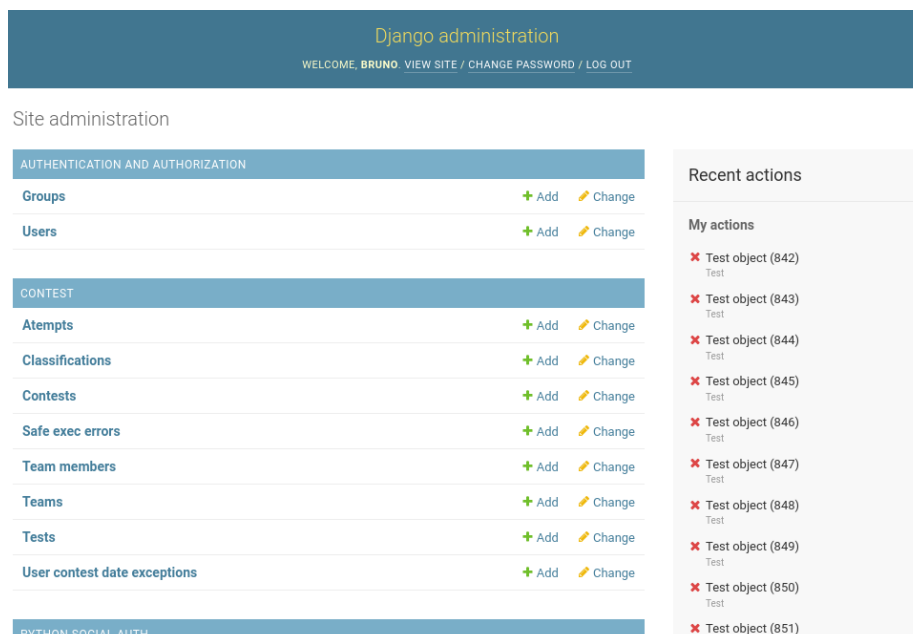 Django administration
WELCOME, BRUNO. VIEW SITE / CHANGE PASSWORD / LOG OUT
Site administration
AUTHENTICATION AND AUTHORIZATION
Groups Add Change
Users Add Change
CONTEST
Atempts Add Change
Classifications Add Change
Contests Add Change
Safe exec errors Add Change
Team members Add Change
Teams Add Change
Tests Add Change
User contest date exceptions Add Change
PYTHON SOCIAL AUTH
Recent actions
My actions
Test object (842)
Test
Test object (843)
Test
Test object (844)
Test
Test object (845)
Test
Test object (846)
Test
Test object (847)
Test
Test object (848)
Test
Test object (849)
Test
Test object (850)
Test
Test object (851)